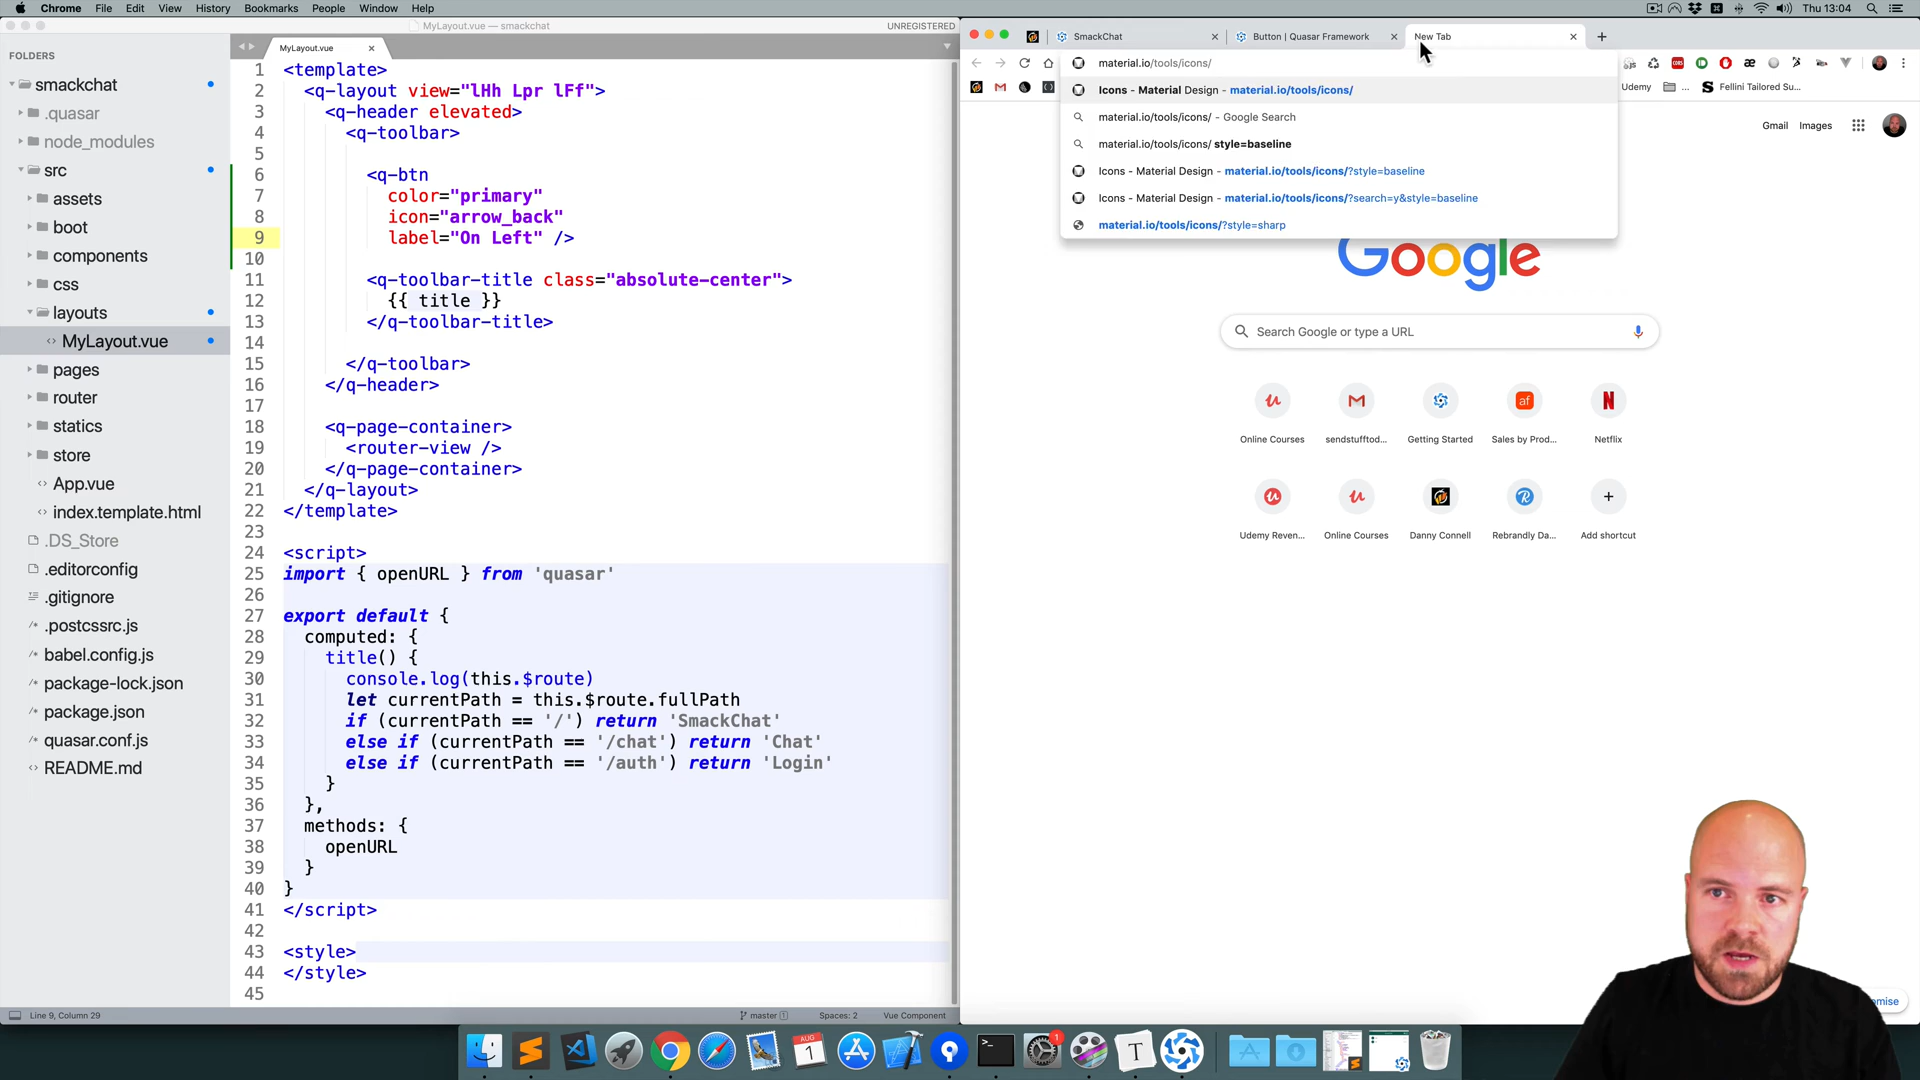 Chrome File Edit View History Bookmarks People Window Help
Thu 13:04
MyLayout.vue — smackchat
UNREGISTERED
FOLDERS
smackchat
.quasar
node_modules
src
assets
boot
components
css
layouts
MyLayout.vue
pages
router
statics
store
App.vue
index.template.html
.DS_Store
.editorconfig
.gitignore
.postcssrc.js
babel.config.js
package-lock.json
package.json
quasar.conf.js
README.md
MyLayout.vue
1 <template>
2 <q-layout view="lHh Lpr lFf">
3 <q-header elevated>
4 <q-toolbar>
5
6 <q-btn
7 color="primary"
8 icon="arrow_back"
9 label="On Left" />
10
11 <q-toolbar-title class="absolute-center">
12 {{ title }}
13 </q-toolbar-title>
14
15 </q-toolbar>
16 </q-header>
17
18 <q-page-container>
19 <router-view />
20 </q-page-container>
21 </q-layout>
22 </template>
23
24 <script>
25 import { openURL } from 'quasar'
26
27 export default {
28 computed: {
29 title() {
30 console.log(this.$route)
31 let currentPath = this.$route.fullPath
32 if (currentPath == '/') return 'SmackChat'
33 else if (currentPath == '/chat') return 'Chat'
34 else if (currentPath == '/auth') return 'Login'
35 }
36 },
37 methods: {
38 openURL
39 }
40 }
41 </script>
42
43 <style>
44 </style>
45
Line 9, Column 29
master 1
Spaces: 2
Vue Component
SmackChat
Button | Quasar Framework
New Tab
material.io/tools/icons/
Icons - Material Design - material.io/tools/icons/
material.io/tools/icons/ - Google Search
material.io/tools/icons/ style=baseline
Icons - Material Design - material.io/tools/icons/?style=baseline
Icons - Material Design - material.io/tools/icons/?search=y&style=baseline
material.io/tools/icons/?style=sharp
Udemy
...
Fellini Tailored Su...
Gmail Images
Google
Search Google or type a URL
Online Courses
sendstufftod...
Getting Started
Sales by Prod...
Netflix
Udemy Reven...
Online Courses
Danny Connell
Rebrandly Da...
Add shortcut
AUG
1
1
T